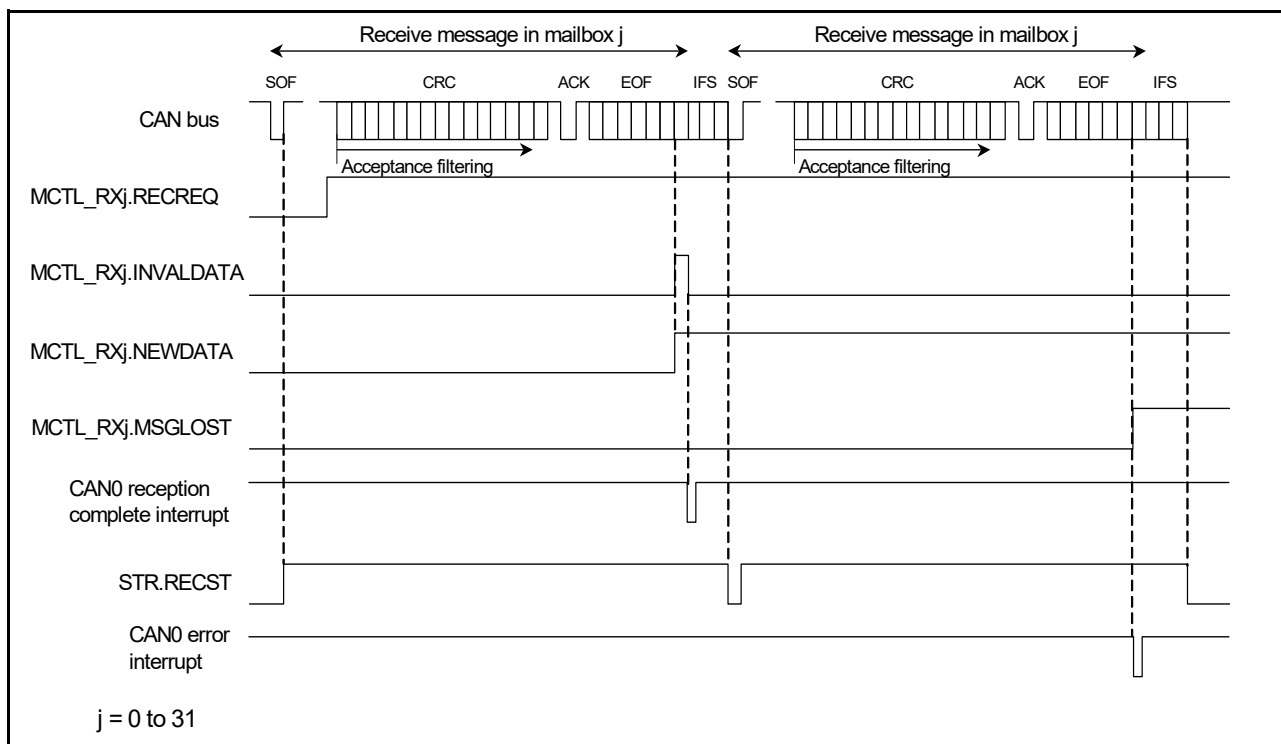 Receive message in mailbox j Receive message in mailbox j
SOF CRC ACK EOF IFS SOF CRC ACK EOF IFS
CAN bus
Acceptance filtering Acceptance filtering
MCTL_RXj.RECREQ
MCTL_RXj.INVALDATA
MCTL_RXj.NEWDATA
MCTL_RXj.MSGLOST
CAN0 reception
complete interrupt
STR.RECST
CAN0 error
interrupt
j = 0 to 31